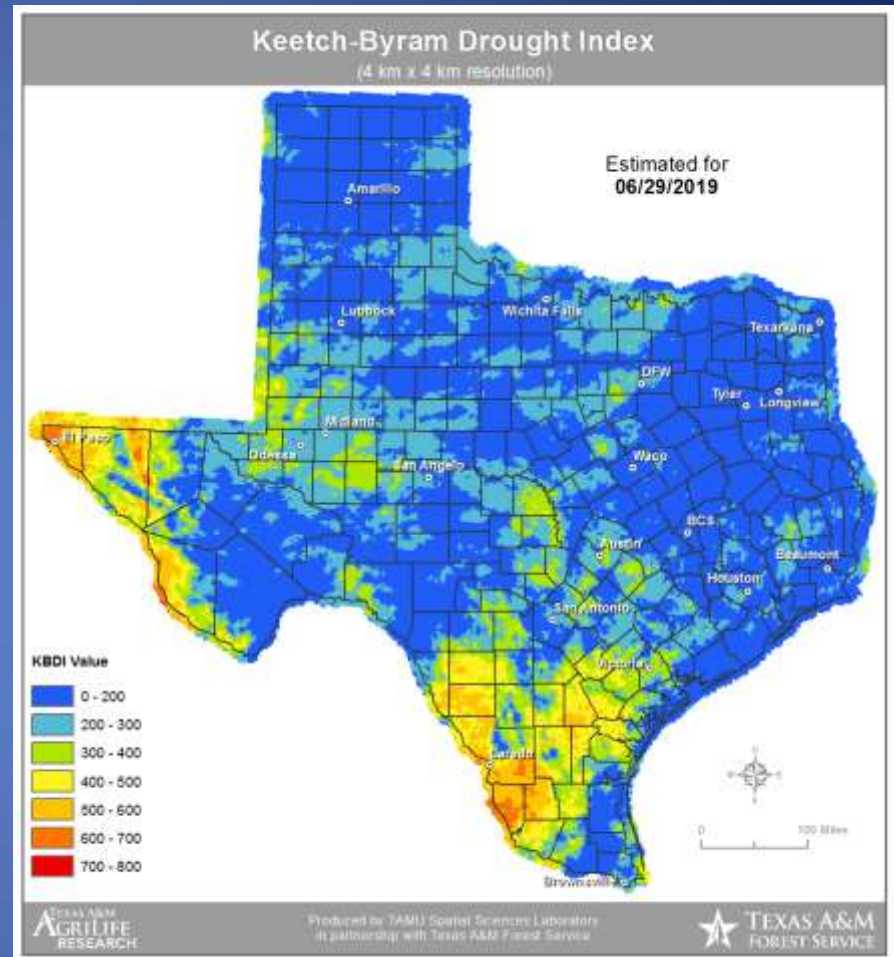 Keetch-Byram Drought Index
(4 km x 4 km resolution)
Estimated for
06/29/2019
Amarillo
Lubbock
Wichita Falls
Texarkana
DFW
Tyler
Longview
El Paso
Midland
Odessa
San Angelo
Waco
BCS
Austin
Beaumont
Houston
San Antonio
Victoria
Laredo
Brownsville
KBDI Value
0 - 200
200 - 300
300 - 400
400 - 500
500 - 600
600 - 700
700 - 800
0 100 Miles
TEXAS A&M
AGRILIFE
RESEARCH
Produced by TAMU Spatial Sciences Laboratory
in partnership with Texas A&M Forest Service
TEXAS A&M
FOREST SERVICE